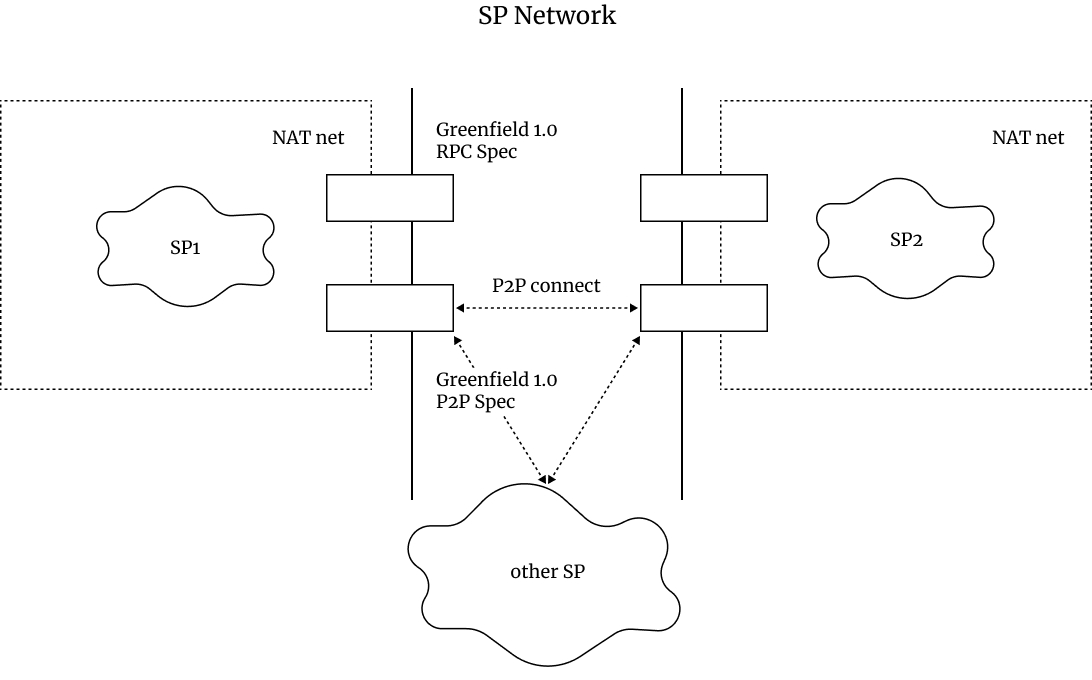 SP Network
NAT net
Greenfield 1.0
RPC Spec
NAT net
SP1
SP2
P2P connect
Greenfield 1.0
P2P Spec
other SP